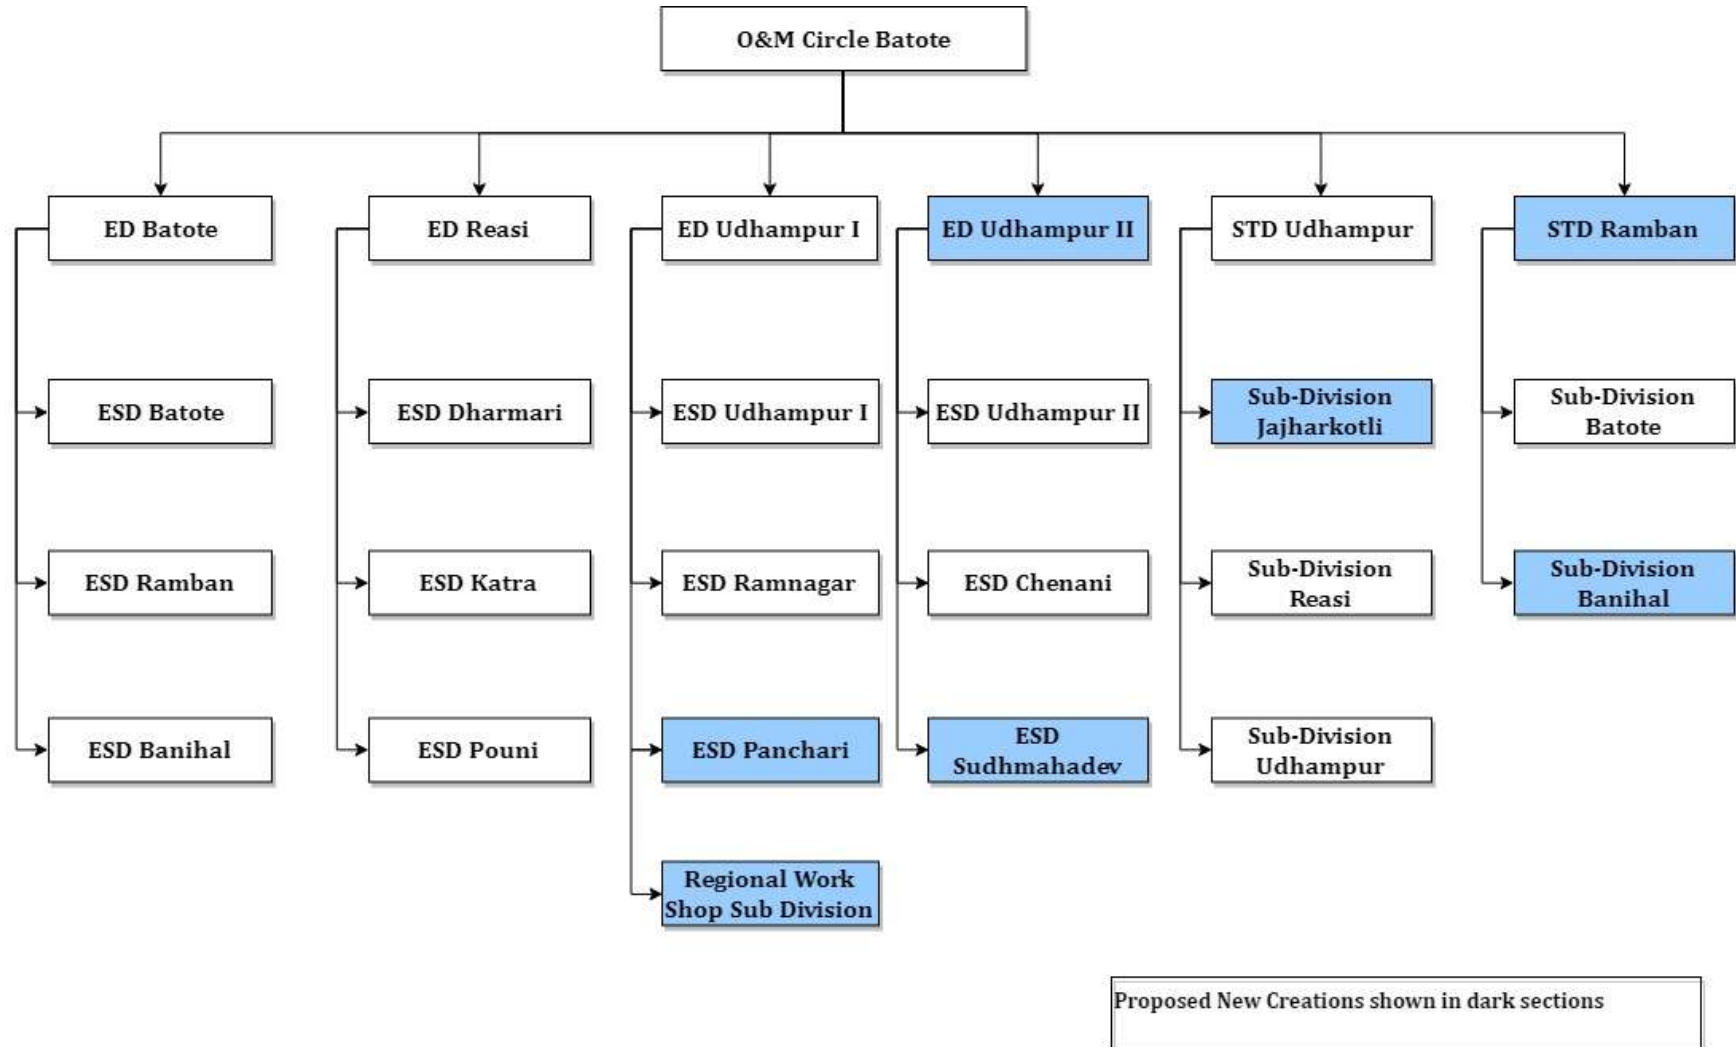 O&M Circle Batote
ED Batote
ED Reasi
ED Udhampur I
ED Udhampur II
STD Udhampur
STD Ramban
ESD Batote
ESD Dharmari
ESD Udhampur I
ESD Udhampur II
Sub-Division
Jajharkotli
Sub-Division
Batote
ESD Ramban
ESD Katra
ESD Ramnagar
ESD Chenani
Sub-Division
Reasi
Sub-Division
Banihal
ESD Banihal
ESD Pouni
ESD Panchari
ESD
Sudhmahadev
Sub-Division
Udhampur
Regional Work
Shop Sub Division
Proposed New Creations shown in dark sections